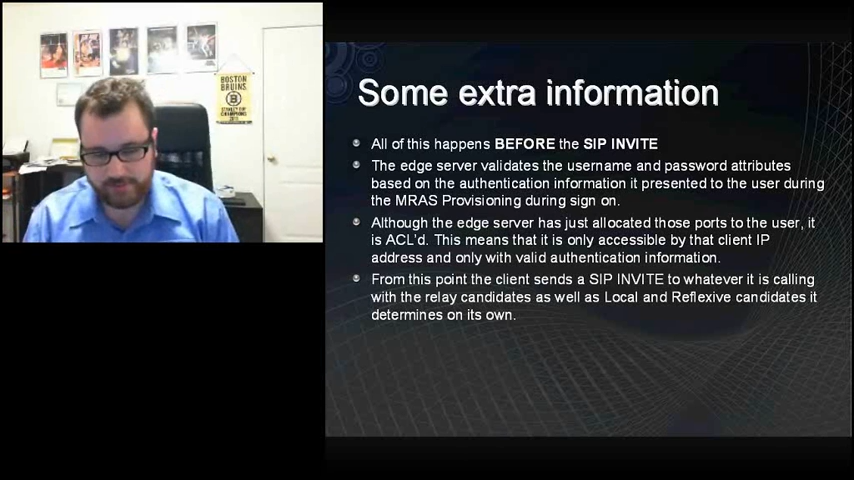 BOSTON
BRUINS
Some extra information
All of this happens BEFORE the SIP INVITE
The edge server validates the username and password attributes
based on the authentication information it presented to the user during
the MRAS Provisioning during sign on.
Although the edge server has just allocated those ports to the user, it
is ACL'd. This means that it is only accessible by that client IP
address and only with valid authentication information.
From this point the client sends a SIP INVITE to whatever it is calling
with the relay candidates as well as Local and Reflexive candidates it
determines on its own.